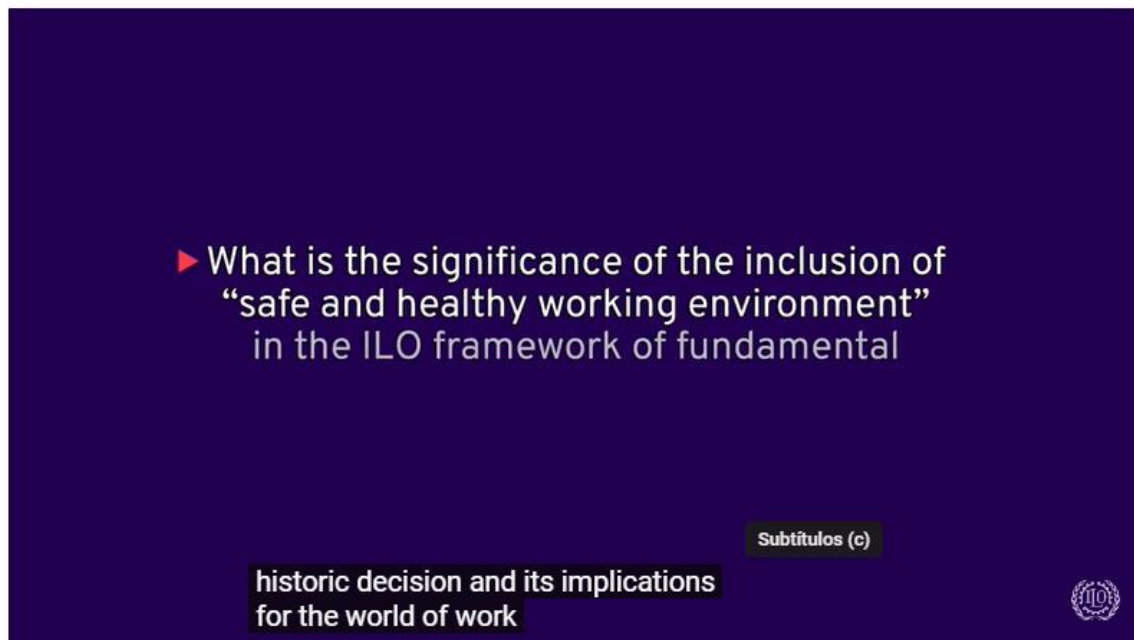 What is the significance of the inclusion of
“safe and healthy working environment”
in the ILO framework of fundamental
Subtítulos (c)
historic decision and its implications
for the world of work
ILO